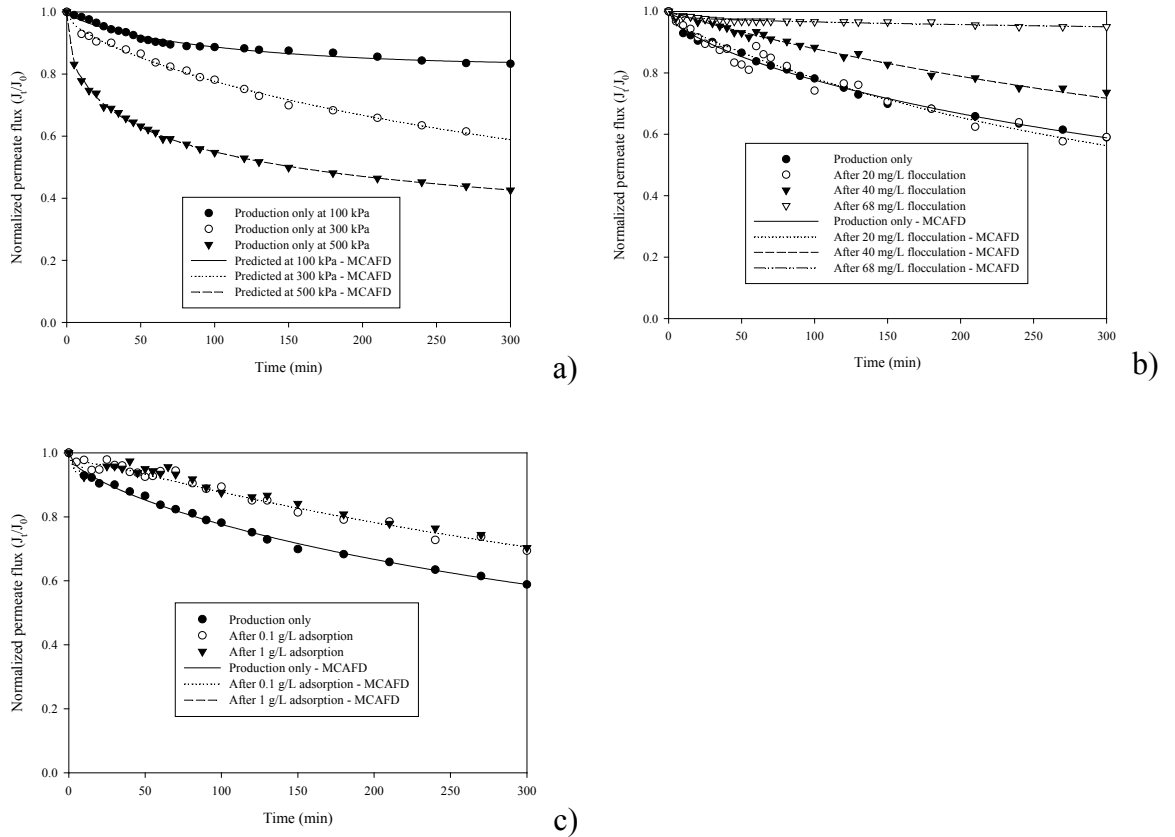 Normalized permeate flux (Jt/J0)
1.0
0.8
0.6
0.4
0.2
0.0
Production only at 100 kPa
Production only at 300 kPa
Production only at 500 kPa
Predicted at 100 kPa - MCAFD
Predicted at 300 kPa - MCAFD
Predicted at 500 kPa - MCAFD
0 50 100 150 200 250 300
Time (min)
a)
Normalized permeate flux (Jt/J0)
1.0
0.8
0.6
0.4
0.2
0.0
Production only
After 20 mg/L flocculation
After 40 mg/L flocculation
After 68 mg/L flocculation
Production only - MCAFD
After 20 mg/L flocculation - MCAFD
After 40 mg/L flocculation - MCAFD
After 68 mg/L flocculation - MCAFD
0 50 100 150 200 250 300
Time (min)
b)
Normalized permeate flux (Jt/J0)
1.0
0.8
0.6
0.4
0.2
0.0
Production only
After 0.1 g/L adsorption
After 1 g/L adsorption
Production only - MCAFD
After 0.1 g/L adsorption - MCAFD
After 1 g/L adsorption - MCAFD
0 50 100 150 200 250 300
Time (min)
c)